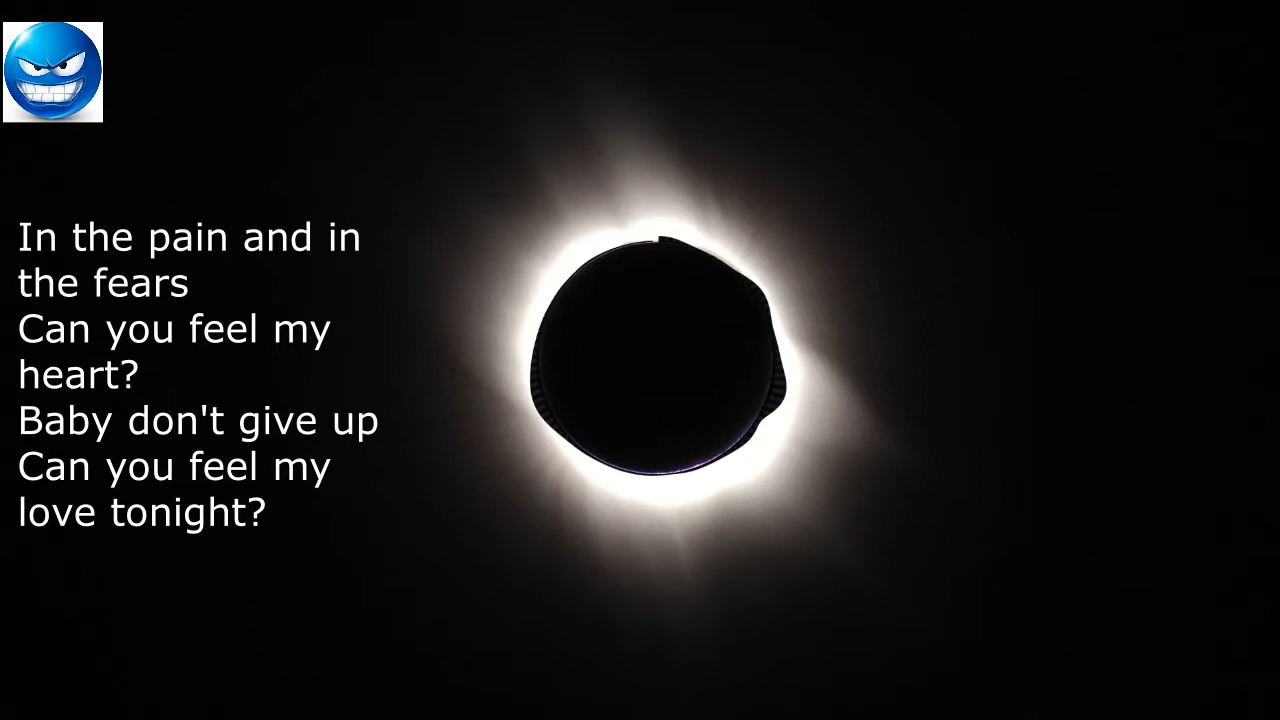 In the pain and in
the fears
Can you feel my
heart?
Baby don't give up
Can you feel my
love tonight?